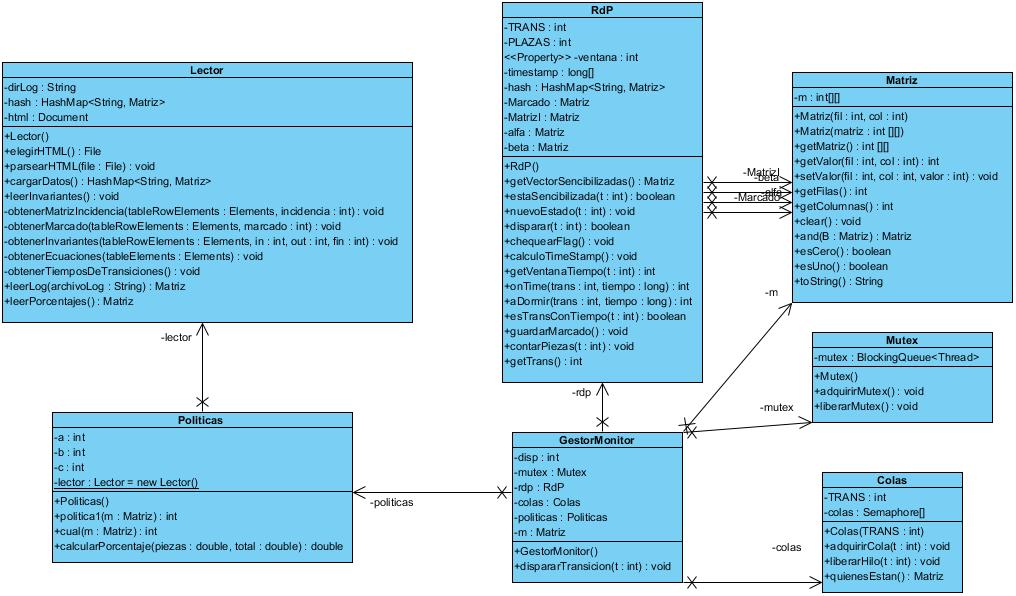 RdP
-TRANS : int
-PLAZAS : int
<<Property>> -ventana : int
-timestamp : long[]
-hash : HashMap<String, Matriz>
-Marcado : Matriz
-MatrizI : Matriz
-alfa : Matriz
-beta : Matriz
+RdP()
+getVectorSencibilizadas() : Matriz
+estaSencibilizada(t : int) : boolean
+nuevoEstado(t : int) : void
+disparar(t : int) : boolean
+chequearFlag() : void
+calculoTimeStamp() : void
+getVentanaTiempo(t : int) : int
+onTime(trans : int, tiempo : long) : int
+aDormir(trans : int, tiempo : long) : int
+esTransConTiempo(t : int) : boolean
+guardarMarcado() : void
+contarPiezas(t : int) : void
+getTrans() : int
Lector
-dirLog : String
-hash : HashMap<String, Matriz>
-html : Document
+Lector()
+elegirHTML() : File
+parsearHTML(file : File) : void
+cargarDatos() : HashMap<String, Matriz>
+leerInvariantes() : void
-obtenerMatrizIncidencia(tableRowElements : Elements, incidencia : int) : void
-obtenerMarcado(tableRowElements : Elements, marcado : int) : void
-obtenerInvariantes(tableRowElements : Elements, in : int, out : int, fin : int) : void
-obtenerEcuaciones(tableElements : Elements) : void
-obtenerTiemposDeTransiciones() : void
+leerLog(archivoLog : String) : Matriz
+leerPorcentajes() : Matriz
Matriz
-m : int[][]
+Matriz(fil : int, col : int)
+Matriz(matriz : int [][])
+getMatriz() : int [][]
+getValor(fil : int, col : int) : int
+setValor(fil : int, col : int, valor : int) : void
+getFilas() : int
+getColumnas() : int
+clear() : void
+and(B : Matriz) : Matriz
+esCero() : boolean
+esUno() : boolean
+toString() : String
-MatrizI
-beta
-alfa
-Marcado
-m
-lector
-rdp
-mutex
Mutex
-mutex : BlockingQueue<Thread>
+Mutex()
+adquirirMutex() : void
+liberarMutex() : void
Politicas
-a : int
-b : int
-c : int
-lector : Lector = new Lector()
+Politicas()
+politica1(m : Matriz) : int
+cual(m : Matriz) : int
+calcularPorcentaje(piezas : double, total : double) : double
-politicas
GestorMonitor
-disp : int
-mutex : Mutex
-rdp : RdP
-colas : Colas
-politicas : Politicas
-m : Matriz
+GestorMonitor()
+dispararTransicion(t : int) : void
-colas
Colas
-TRANS : int
-colas : Semaphore[]
+Colas(TRANS : int)
+adquirirCola(t : int) : void
+liberarHilo(t : int) : void
+quienesEstan() : Matriz